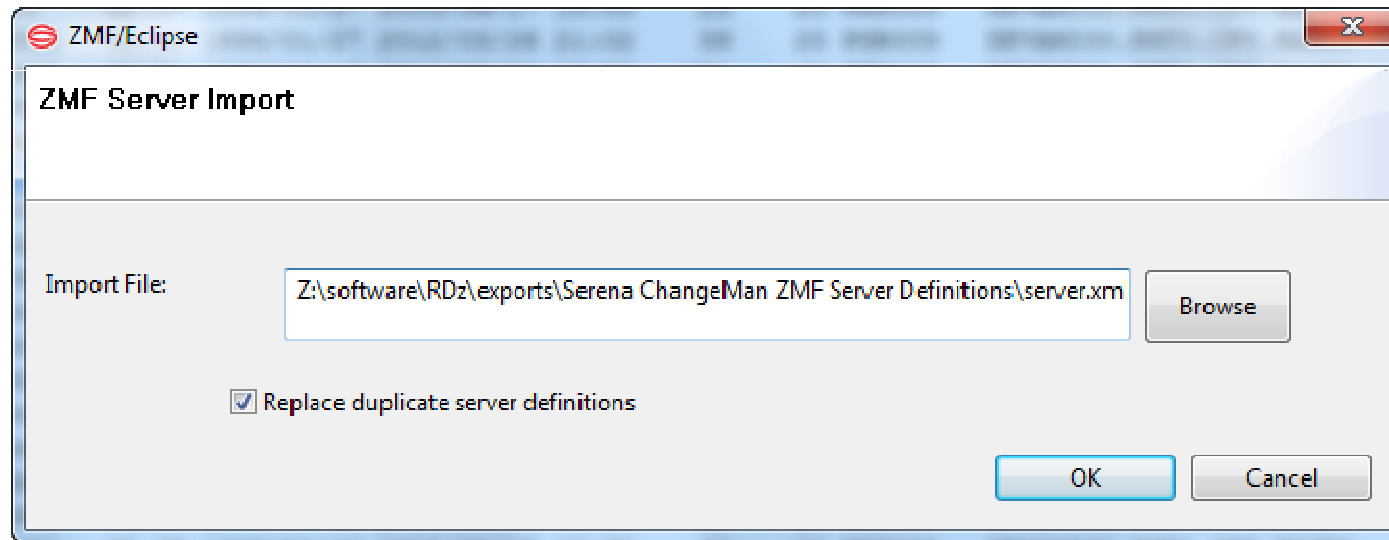 ZMF/Eclipse
ZMF Server Import
Import File:
Z:\software\RDz\exports\Serena ChangeMan ZMF Server Definitions\server.xm
Browse
Replace duplicate server definitions
OK
Cancel